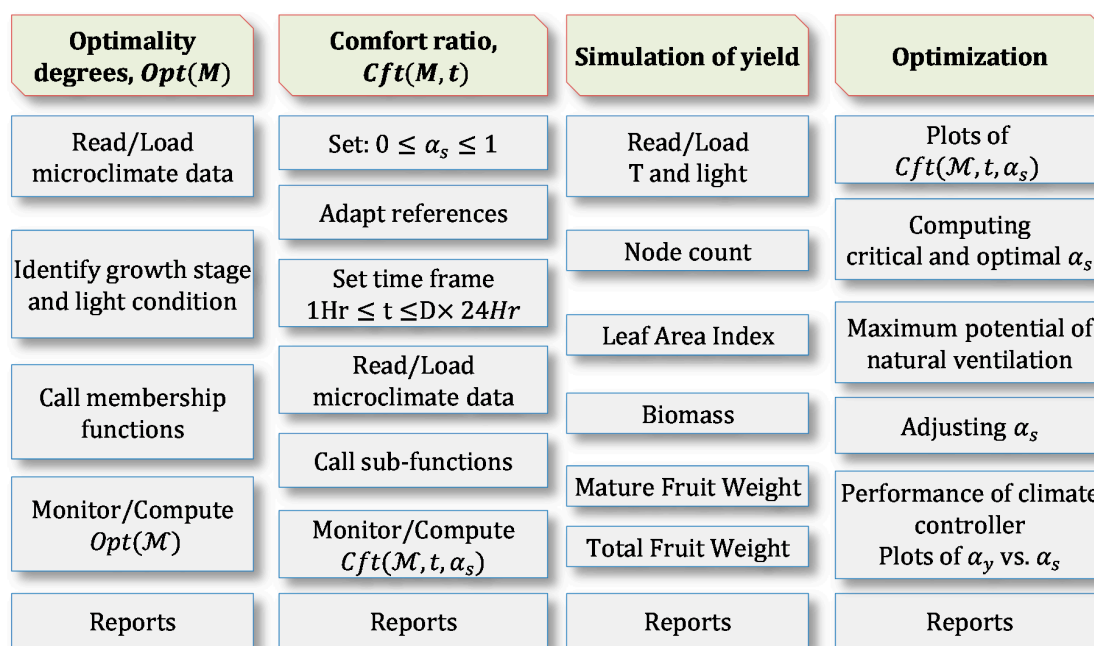 Optimality
degrees, Opt(M)
Read/Load
microclimate data
Identify growth stage
and light condition
Call membership
functions
Monitor/Compute
Opt(ℳ)
Reports
Comfort ratio,
Cft(M, t)
Set: 0 ≤ αₛ ≤ 1
Adapt references
Set time frame
1Hr ≤ t ≤D× 24Hr
Read/Load
microclimate data
Call sub-functions
Monitor/Compute
Cft(ℳ, t, αₛ)
Reports
Simulation of yield
Read/Load
T and light
Node count
Leaf Area Index
Biomass
Mature Fruit Weight
Total Fruit Weight
Reports
Optimization
Plots of
Cft(ℳ, t, αₛ)
Computing
critical and optimal αₛ
Maximum potential of
natural ventilation
Adjusting αₛ
Performance of climate
controller
Plots of α_y vs. αₛ
Reports